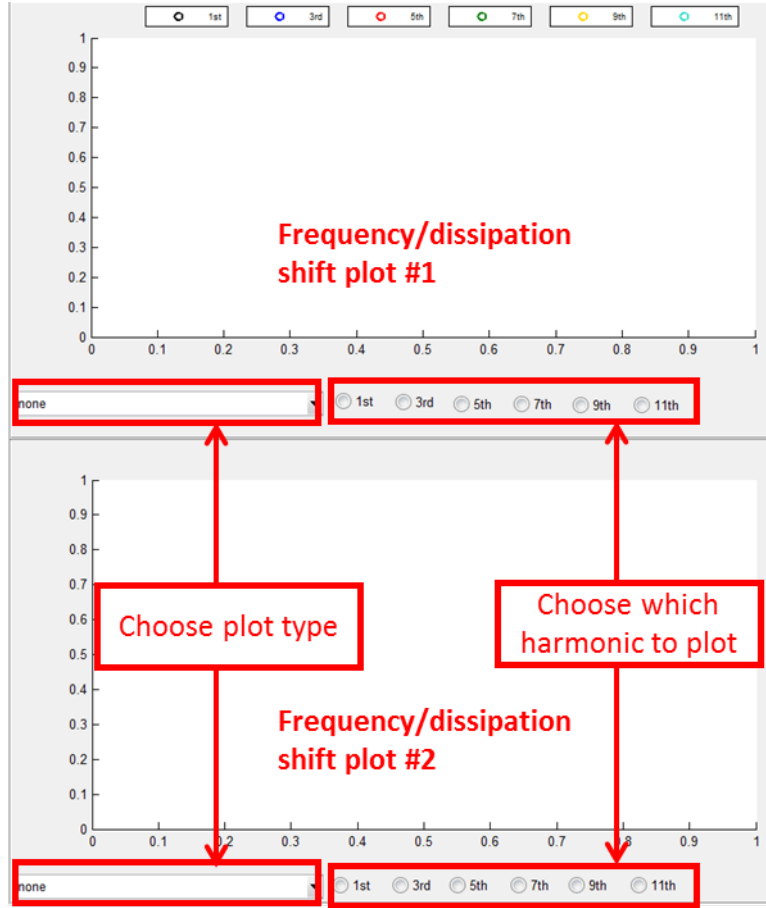 1st 3rd 5th 7th 9th 11th
1
0.9
0.8
0.7
0.6
0.5
0.4
0.3
0.2
0.1
0
Frequency/dissipation
shift plot #1
0 0.1 0.2 0.3 0.4 0.5 0.6 0.7 0.8 0.9 1
none
1st 3rd 5th 7th 9th 11th
1
0.9
0.8
0.7
0.6
0.5
0.4
0.3
0.2
0.1
0
Choose plot type
Choose which
harmonic to plot
Frequency/dissipation
shift plot #2
0 0.1 0.2 0.3 0.4 0.5 0.6 0.7 0.8 0.9 1
none
1st 3rd 5th 7th 9th 11th